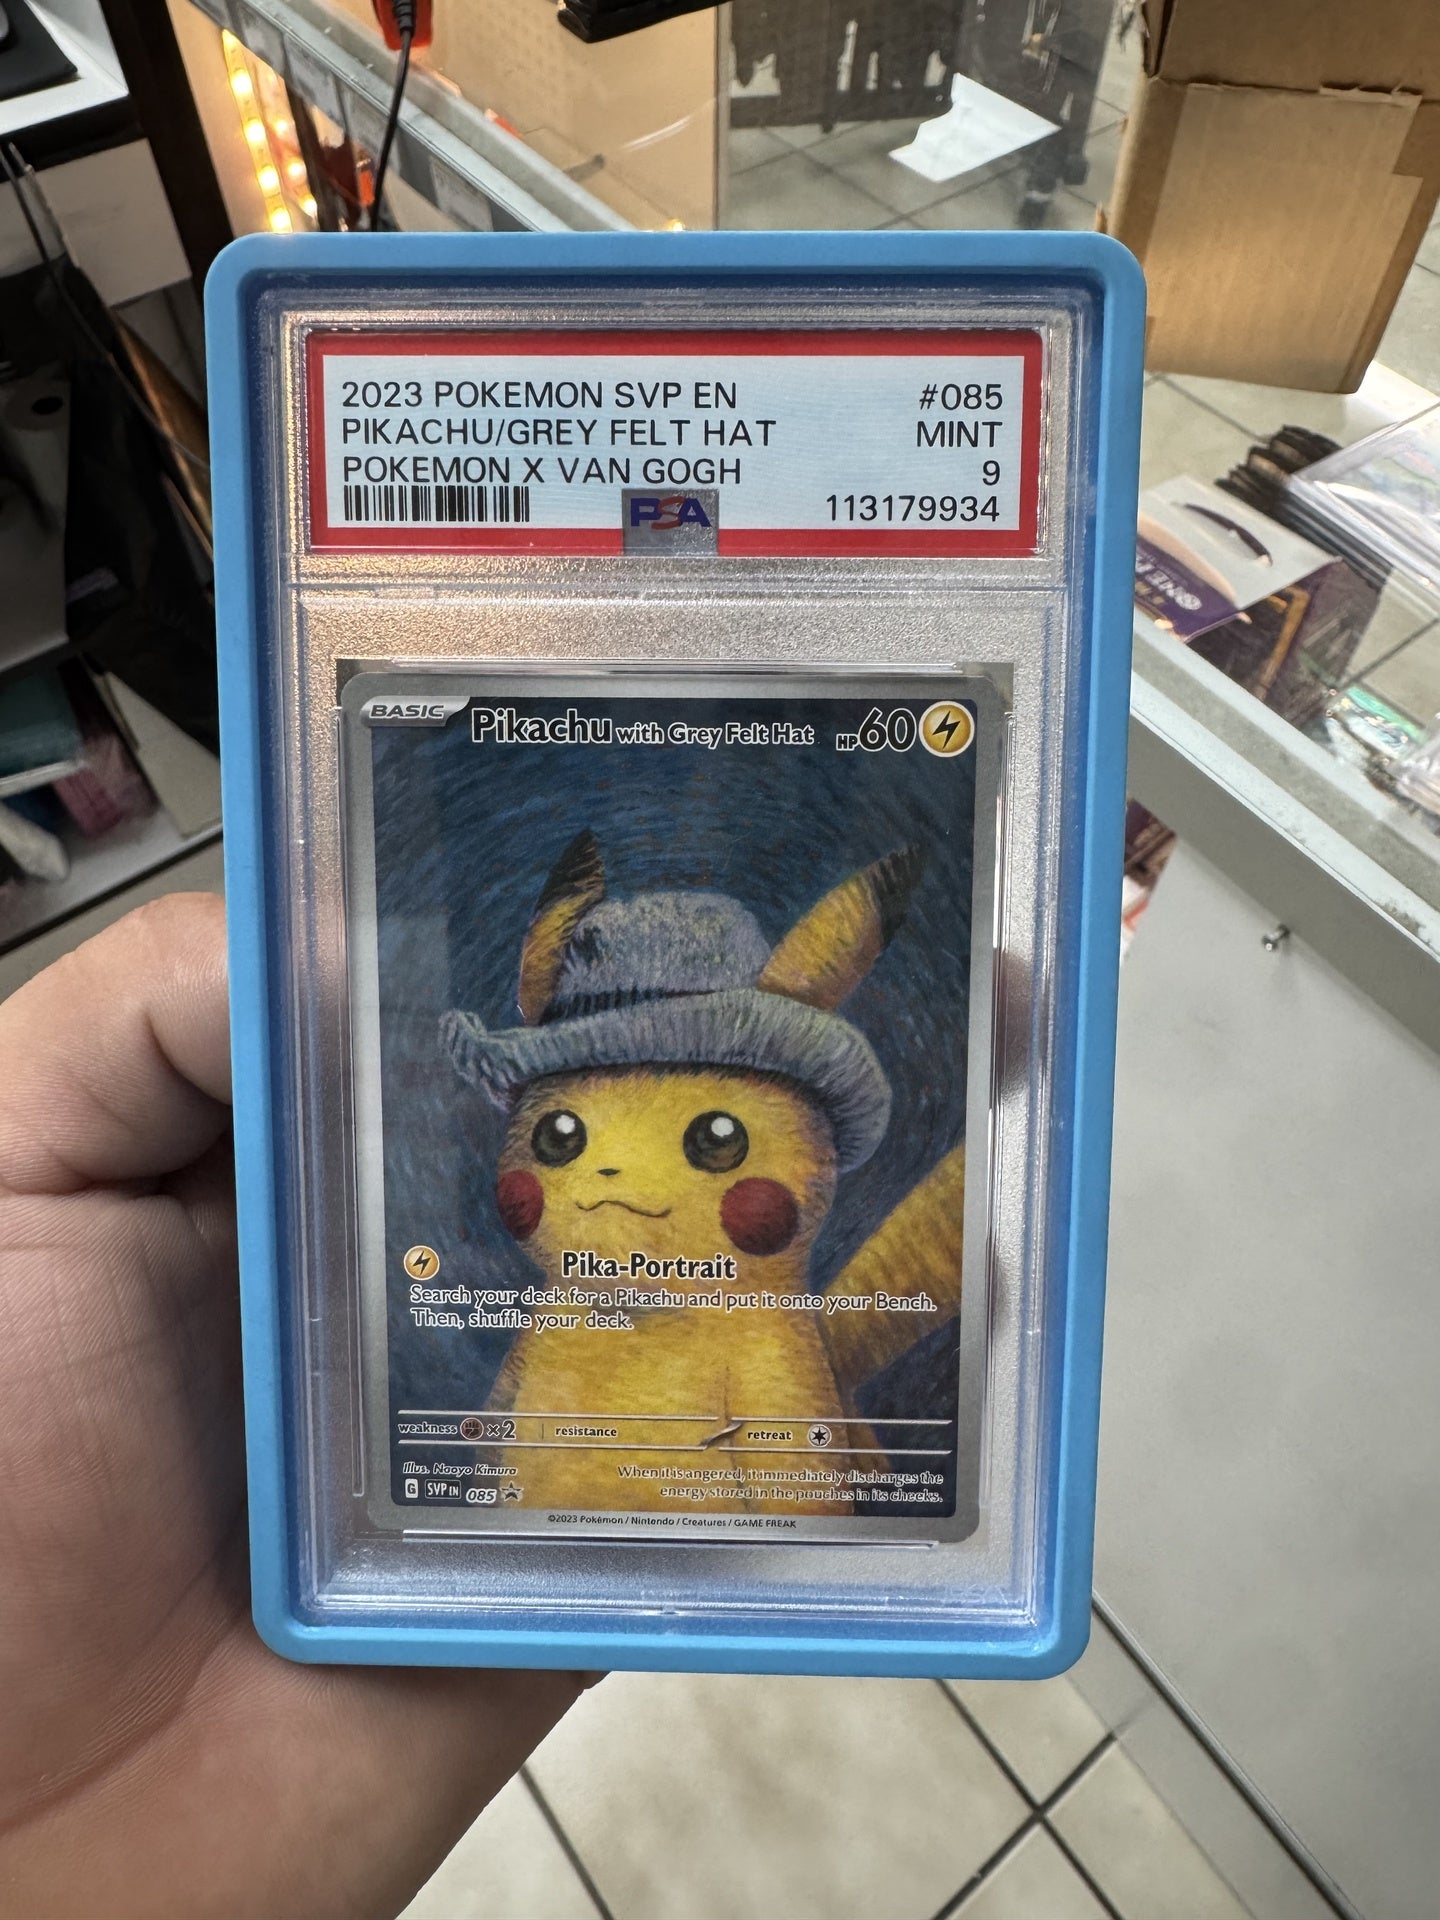 2023 POKEMON SVP EN #085
PIKACHU/GREY FELT HAT MINT
POKEMON X VAN GOGH 9
PSA 113179934
BASIC Pikachu with Grey Felt Hat HP60
Pika-Portrait
Search your deck for a Pikachu and put it onto your Bench.
Then, shuffle your deck.
weakness ×2 resistance retreat
Illus. Naoyo Kimura
When it is angered, it immediately discharges the
energy stored in the pouches in its cheeks.
G SVP EN 085
©2023 Pokémon / Nintendo / Creatures / GAME FREAK